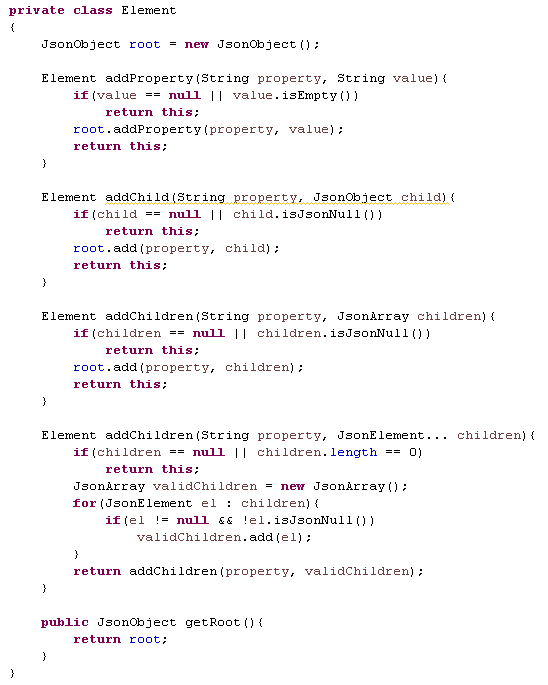 private class Element
{
    JsonObject root = new JsonObject();

    Element addProperty(String property, String value){
        if(value == null || value.isEmpty())
            return this;
        root.addProperty(property, value);
        return this;
    }

    Element addChild(String property, JsonObject child){
        if(child == null || child.isJsonNull())
            return this;
        root.add(property, child);
        return this;
    }

    Element addChildren(String property, JsonArray children){
        if(children == null || children.isJsonNull())
            return this;
        root.add(property, children);
        return this;
    }

    Element addChildren(String property, JsonElement... children){
        if(children == null || children.length == 0)
            return this;
        JsonArray validChildren = new JsonArray();
        for(JsonElement el : children){
            if(el != null && !el.isJsonNull())
                validChildren.add(el);
        }
        return addChildren(property, validChildren);
    }

    public JsonObject getRoot(){
        return root;
    }
}